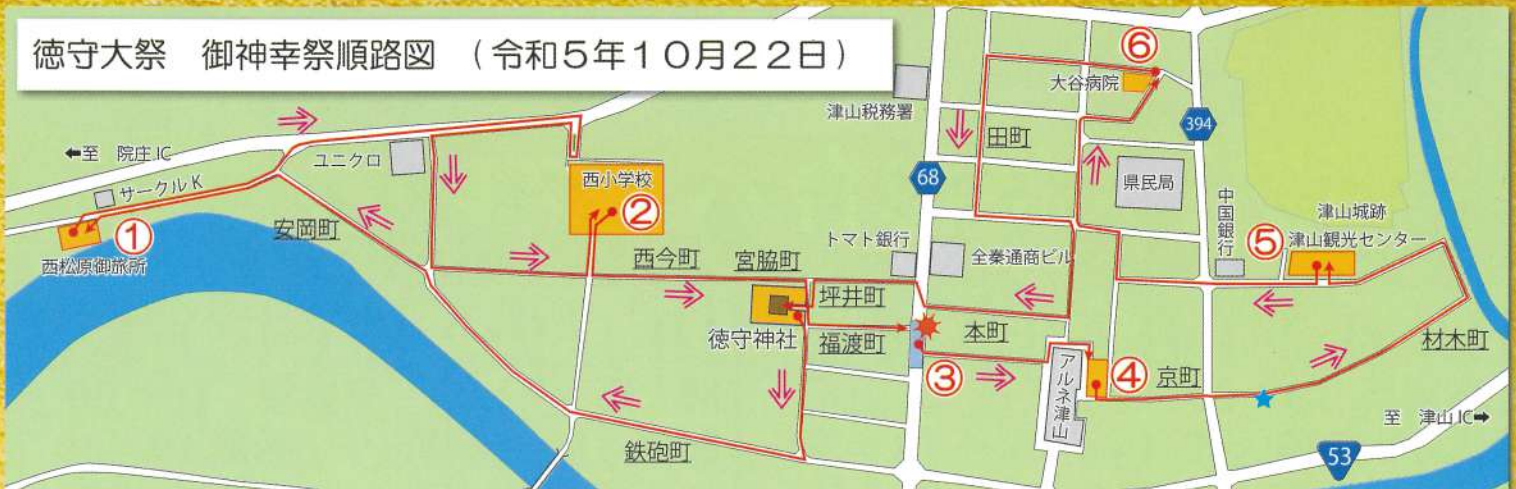 徳守大祭　御神幸祭順路図　（令和5年10月22日）
⑥
大谷病院
津山税務署
394
田町
←至　院庄IC
ユニクロ
サークルK
西小学校
②
68
県民局
中国銀行
津山城跡
①
安岡町
⑤
津山観光センター
西松原御旅所
西今町
宮脇町
トマト銀行
全秦通商ビル
坪井町
徳守神社
福渡町
本町
材木町
③
アルネ津山
④
京町
至　津山IC➡
鉄砲町
53